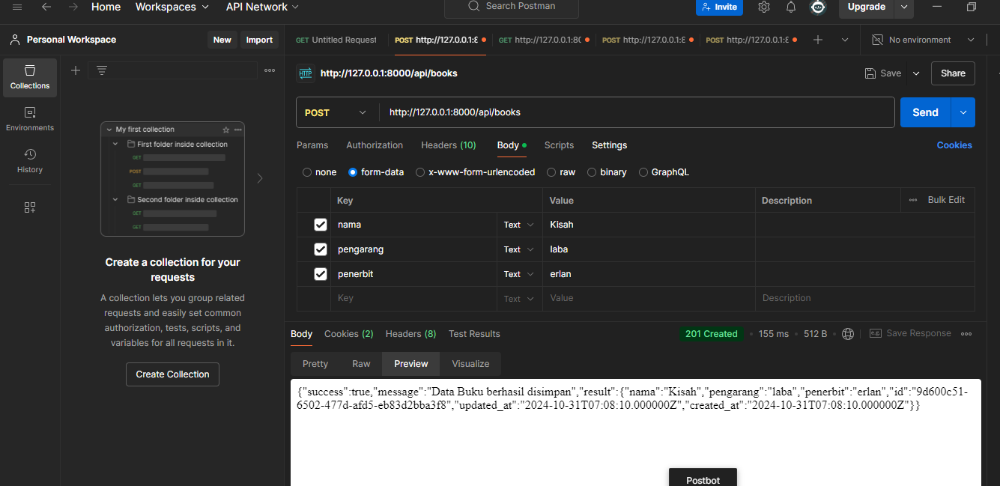 Home Workspaces API Network Search Postman Invite Upgrade
Personal Workspace New Import
GET Untitled Request POST http://127.0.0.1:8 GET http://127.0.0.1:80 POST http://127.0.0.1:8 POST http://127.0.0.1:8 No environment
Collections
Environments
History
My first collection
First folder inside collection
GET
POST
GET
Second folder inside collection
GET
GET
Create a collection for your
requests
A collection lets you group related
requests and easily set common
authorization, tests, scripts, and
variables for all requests in it.
Create Collection
HTTP http://127.0.0.1:8000/api/books Save Share
POST http://127.0.0.1:8000/api/books Send
Params Authorization Headers (10) Body Scripts Settings Cookies
none form-data x-www-form-urlencoded raw binary GraphQL
Key Value Description Bulk Edit
nama Text Kisah
pengarang Text laba
penerbit Text erlan
Key Text Value Description
Body Cookies (2) Headers (8) Test Results 201 Created 155 ms 512 B e.g. Save Response
Pretty Raw Preview Visualize
{"success":true,"message":"Data Buku berhasil disimpan","result":{"nama":"Kisah","pengarang":"laba","penerbit":"erlan","id":"9d600c51-
6502-477d-afd5-eb83d2bba3f8","updated_at":"2024-10-31T07:08:10.000000Z","created_at":"2024-10-31T07:08:10.000000Z"}}
Postbot